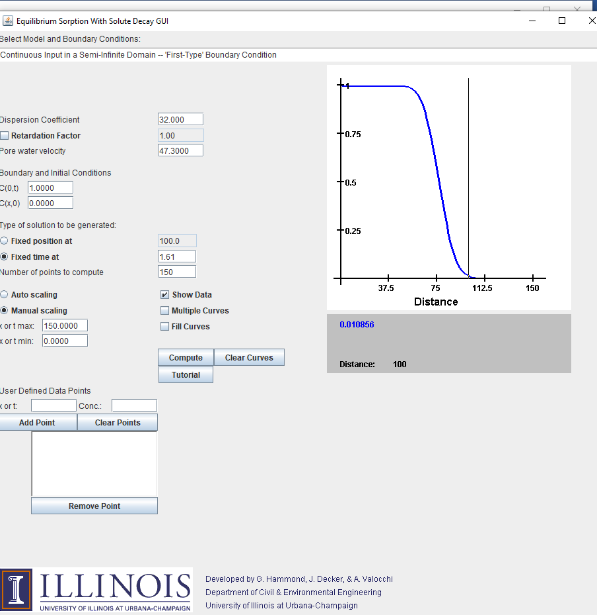 Equilibrium Sorption With Solute Decay GUI
Select Model and Boundary Conditions:
Continuous Input in a Semi-Infinite Domain -- 'First-Type' Boundary Condition
Dispersion Coefficient 32.000
Retardation Factor 1.00
Pore water velocity 47.3000
Boundary and Initial Conditions
C(0,t) 1.0000
C(x,0) 0.0000
Type of solution to be generated:
Fixed position at 100.0
Fixed time at 1.61
Number of points to compute 150
Auto scaling Show Data
Manual scaling Multiple Curves
x or t max: 150.0000 Fill Curves
x or t min: 0.0000
Compute Clear Curves
Tutorial
User Defined Data Points
x or t: Conc.:
Add Point Clear Points
Remove Point
1
0.75
0.5
0.25
37.5 75 112.5 150
Distance
0.010856
Distance: 100
I ILLINOIS
UNIVERSITY OF ILLINOIS AT URBANA-CHAMPAIGN
Developed by G. Hammond, J. Decker, & A. Valocchi
Department of Civil & Environmental Engineering
University of Illinois at Urbana-Champaign